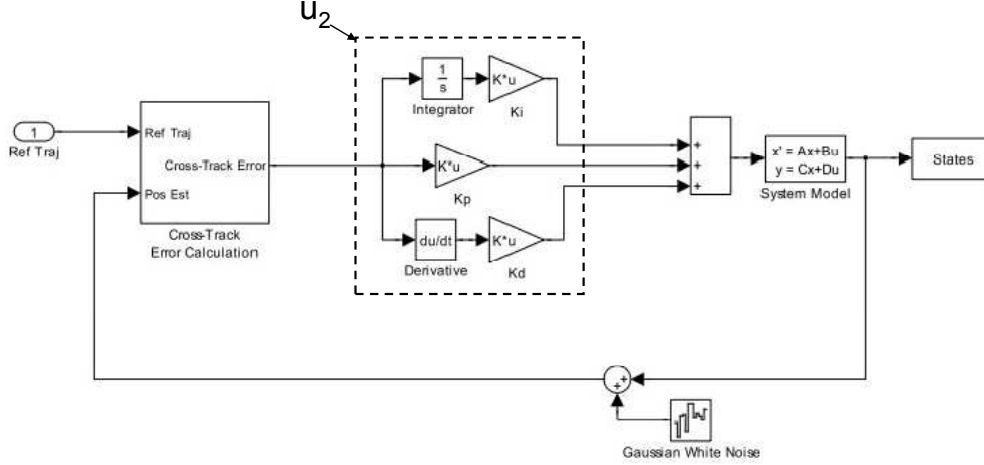 u2
1
s
K*u
Integrator
Ki
1
Ref Traj
Ref Traj
Cross-Track Error
Pos Est
Cross-Track
Error Calculation
K*u
Kp
du/dt
Derivative
K*u
Kd
+
+
+
x' = Ax+Bu
y = Cx+Du
System Model
States
+
+
Gaussian White Noise